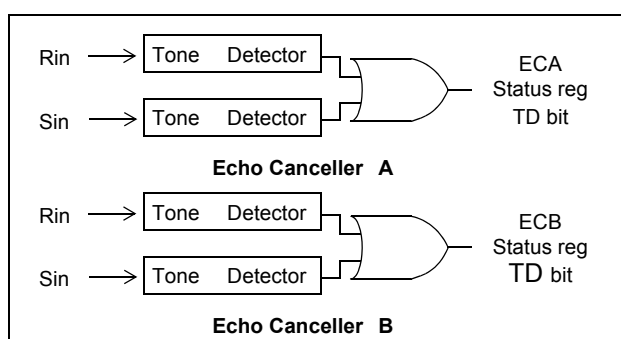 Rin
Tone Detector
Sin
Tone Detector
ECA
Status reg
TD bit
Echo Canceller A
Rin
Tone Detector
Sin
Tone Detector
ECB
Status reg
TD bit
Echo Canceller B